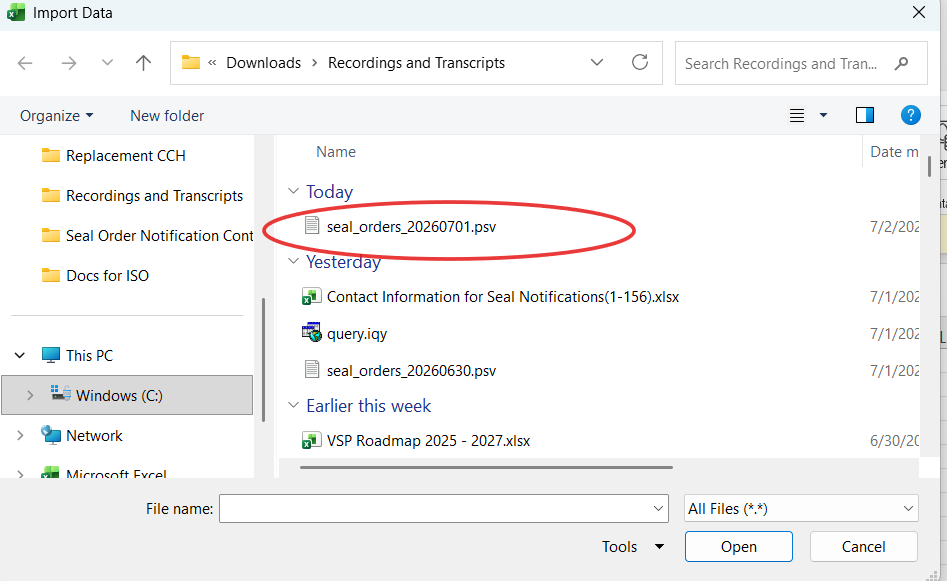 Import Data
« Downloads › Recordings and Transcripts
Search Recordings and Tran...
Organize
New folder
?
Replacement CCH
Recordings and Transcripts
Seal Order Notification Cont
Docs for ISO
This PC
Windows (C:)
Network
Microsoft Excel
Name
Date m
Today
seal_orders_20260701.psv
7/2/202
Yesterday
Contact Information for Seal Notifications(1-156).xlsx
7/1/202
query.iqy
7/1/202
seal_orders_20260630.psv
7/1/202
Earlier this week
VSP Roadmap 2025 - 2027.xlsx
6/30/20
File name:
All Files (*.*)
Tools
Open
Cancel